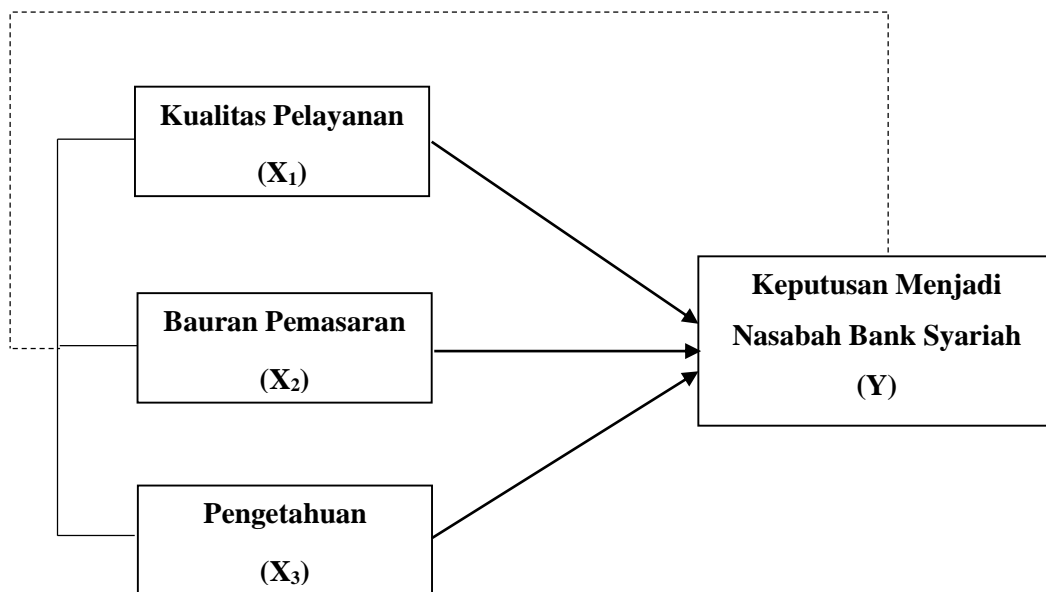 Kualitas Pelayanan
(X₁)
Bauran Pemasaran
(X₂)
Pengetahuan
(X₃)
Keputusan Menjadi
Nasabah Bank Syariah
(Y)